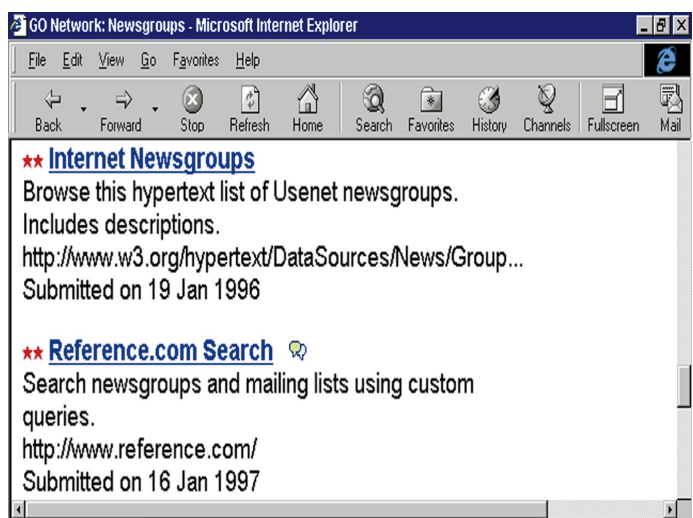 GO Network: Newsgroups - Microsoft Internet Explorer
File Edit View Go Favorites Help
Back Forward Stop Refresh Home Search Favorites History Channels Fullscreen Mail
★★ Internet Newsgroups
Browse this hypertext list of Usenet newsgroups.
Includes descriptions.
http://www.w3.org/hypertext/DataSources/News/Group...
Submitted on 19 Jan 1996
★★ Reference.com Search
Search newsgroups and mailing lists using custom
queries.
http://www.reference.com/
Submitted on 16 Jan 1997